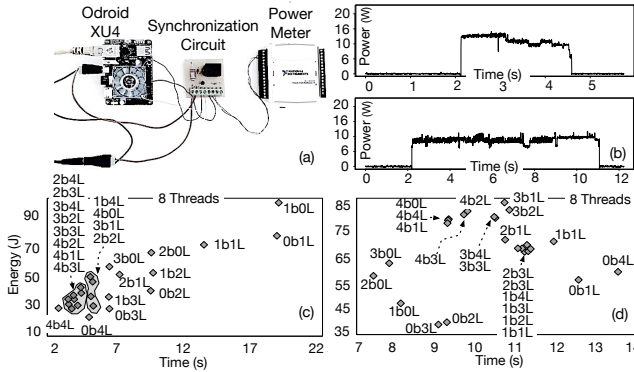 Odroid XU4
Synchronization Circuit
Power Meter
(a)
Power (W)
20
16
12
8
4
0
Time (s)
0 1 2 3 4 5
Power (W)
20
16
12
8
4
0
(b)
0 2 4 6 8 10 12
Time (s)
8 Threads
Energy (J)
90
70
50
30
10
2b4L
2b3L
3b4L
3b3L
3b2L
4b2L
4b1L
4b3L
1b4L
4b0L
3b1L
2b2L
3b0L
2b0L
1b1L
1b0L
0b1L
2b1L
1b2L
1b3L
0b2L
0b3L
4b4L
0b4L
(c)
2 7 12 17 22
Time (s)
8 Threads
85
75
65
55
45
35
4b0L
4b4L
4b1L
4b2L
3b1L
3b2L
4b3L
3b4L
3b3L
2b1L
1b1L
3b0L
2b0L
1b0L
0b3L
0b2L
2b3L
2b3L
1b4L
1b3L
1b2L
1b1L
0b4L
0b1L
(d)
7 8 9 10 11 12 13 14
Time (s)